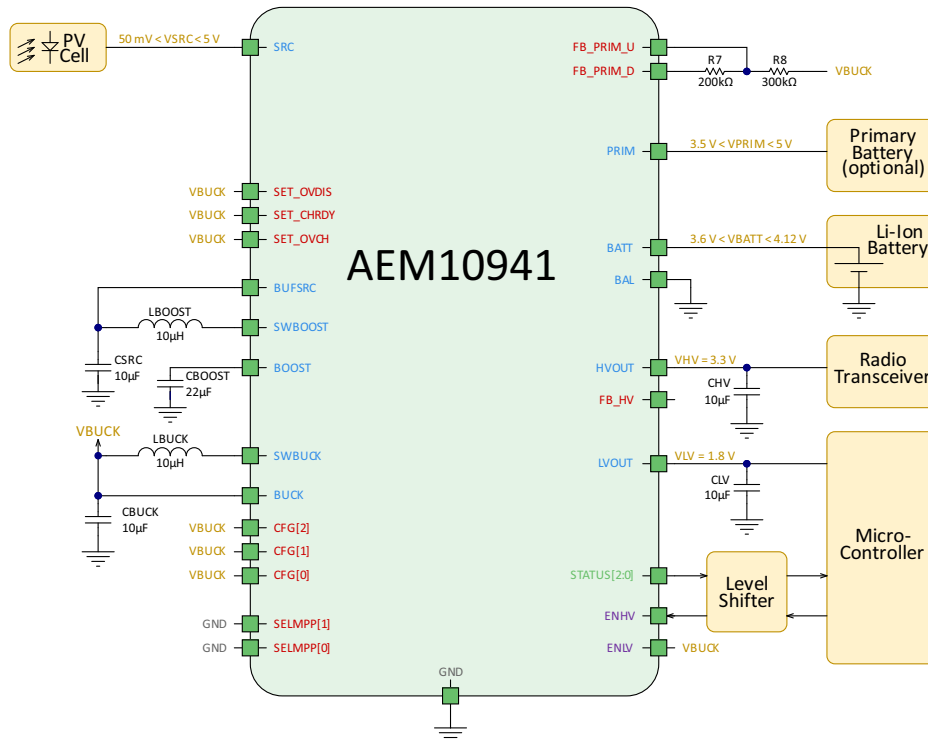 PV
Cell
50 mV < VSRC < 5 V
SRC
FB_PRIM_U
FB_PRIM_D
R7
200kΩ
R8
300kΩ
VBUCK
PRIM
3.5 V < VPRIM < 5 V
Primary
Battery
(optional)
VBUCK
SET_OVDIS
VBUCK
SET_CHRDY
VBUCK
SET_OVCH
AEM10941
BATT
3.6 V < VBATT < 4.12 V
Li-Ion
Battery
BAL
BUFSRC
LBOOST
10µH
SWBOOST
CSRC
10µF
BOOST
CBOOST
22µF
HVOUT
VHV = 3.3 V
CHV
10µF
Radio
Transceiver
FB_HV
VBUCK
LBUCK
10µH
SWBUCK
BUCK
CBUCK
10µF
LVOUT
VLV = 1.8 V
CLV
10µF
Micro-
Controller
VBUCK
CFG[2]
VBUCK
CFG[1]
VBUCK
CFG[0]
STATUS[2:0]
Level
Shifter
ENHV
ENLV
VBUCK
GND
SELMPP[1]
GND
SELMPP[0]
GND